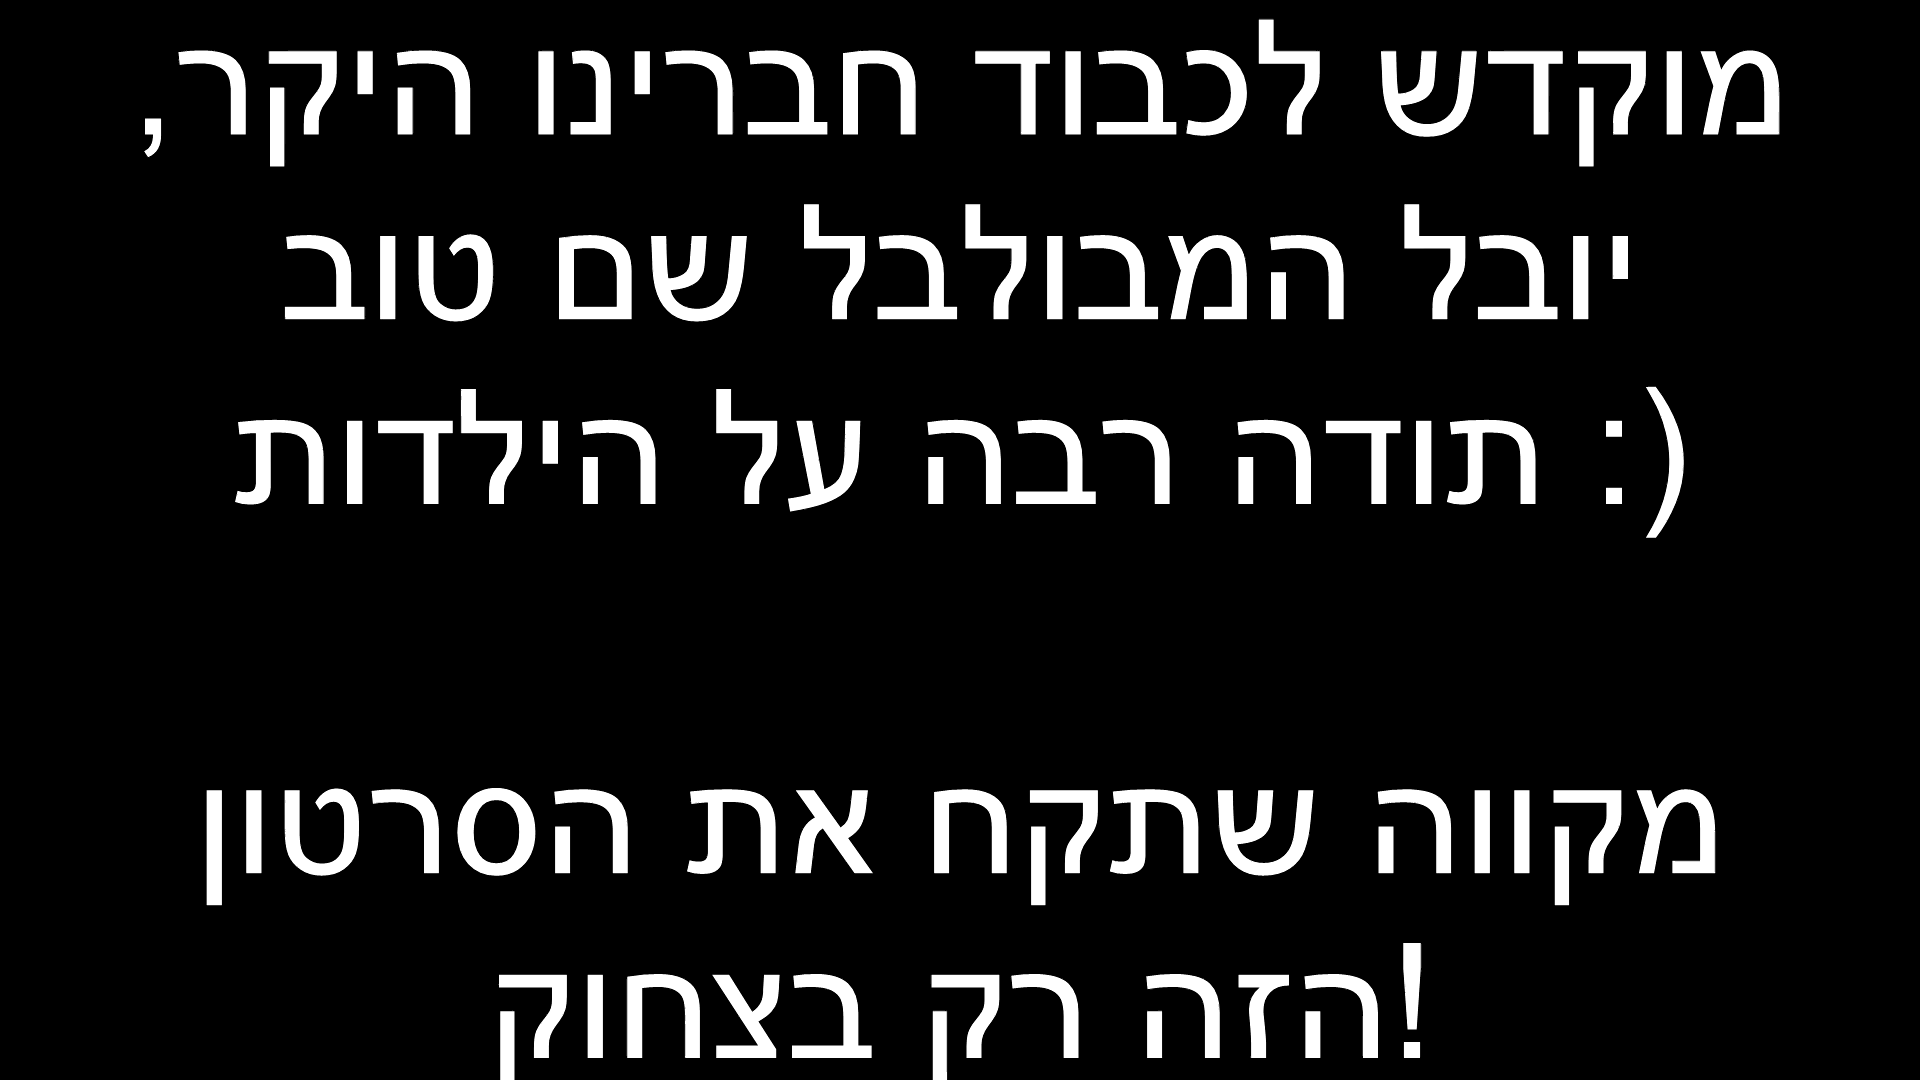 מוקדש לכבוד חברינו היקר,
יובל המבולבל שם טוב
תודה רבה על הילדות :)
מקווה שתקח את הסרטון
הזה רק בצחוק!